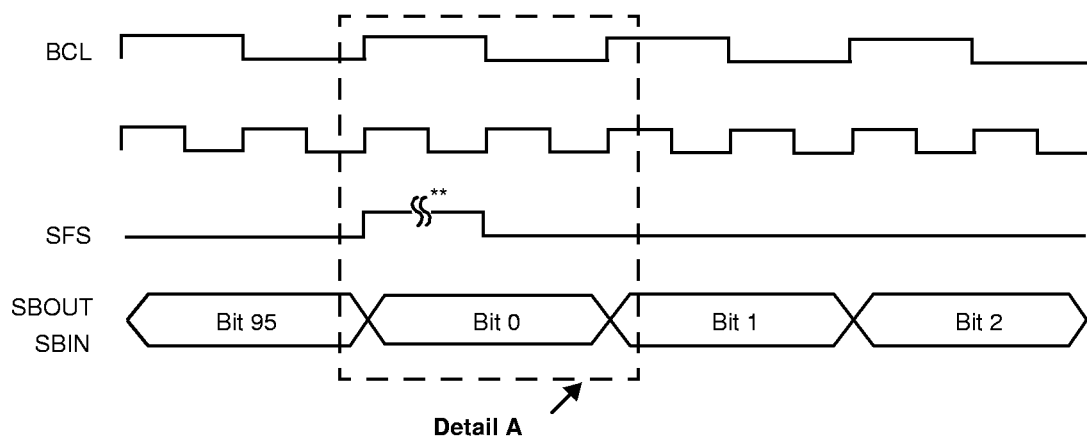 BCL
**
SFS
SBOUT
SBIN
Bit 95
Bit 0
Bit 1
Bit 2
Detail A